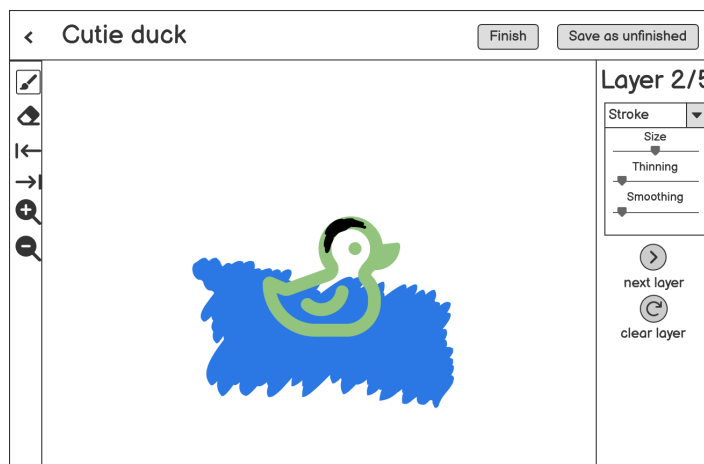 Cutie duck
Finish
Save as unfinished
Layer 2/5
Stroke
Size
Thinning
Smoothing
next layer
clear layer